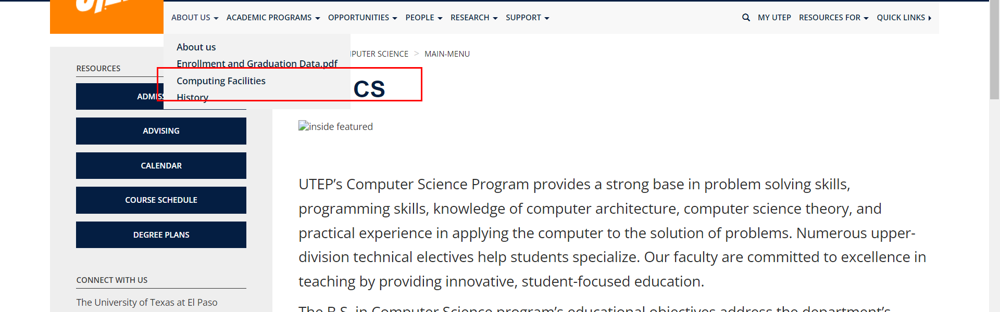 ABOUT US ACADEMIC PROGRAMS OPPORTUNITIES PEOPLE RESEARCH SUPPORT MY UTEP RESOURCES FOR QUICK LINKS
About us
Enrollment and Graduation Data.pdf
Computing Facilities
History
PUTER SCIENCE > MAIN-MENU
CS
RESOURCES
ADVISING
CALENDAR
COURSE SCHEDULE
DEGREE PLANS
CONNECT WITH US
The University of Texas at El Paso
inside featured
UTEP’s Computer Science Program provides a strong base in problem solving skills,
programming skills, knowledge of computer architecture, computer science theory, and
practical experience in applying the computer to the solution of problems. Numerous upper-
division technical electives help students specialize. Our faculty are committed to excellence in
teaching by providing innovative, student-focused education.
The B.S. in Computer Science program’s educational objectives address the department’s